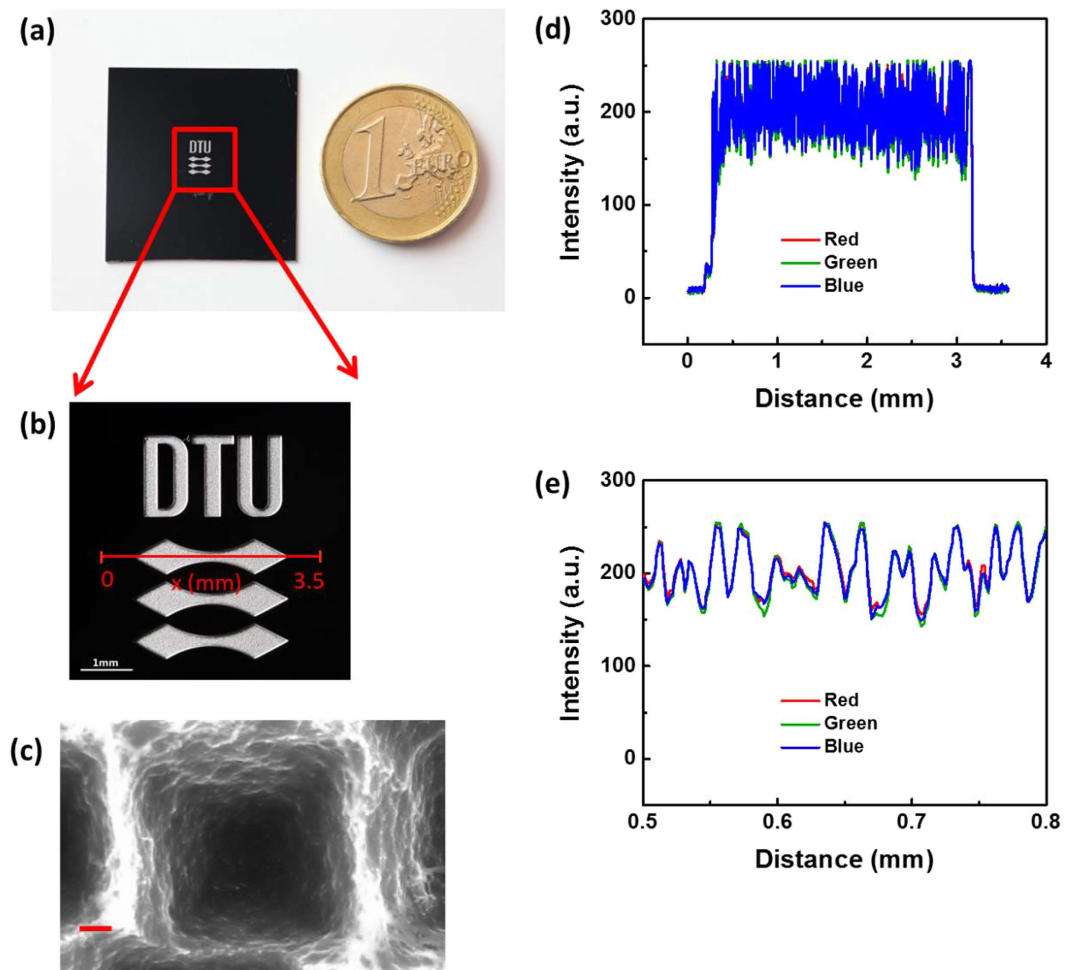 (a)
DTU
1
EURO
(b)
DTU
0
x (mm)
3.5
1mm
(c)
(d)
300
200
100
0
Intensity (a.u.)
Red
Green
Blue
0
1
2
3
4
Distance (mm)
(e)
300
200
100
0
Intensity (a.u.)
Red
Green
Blue
0.5
0.6
0.7
0.8
Distance (mm)